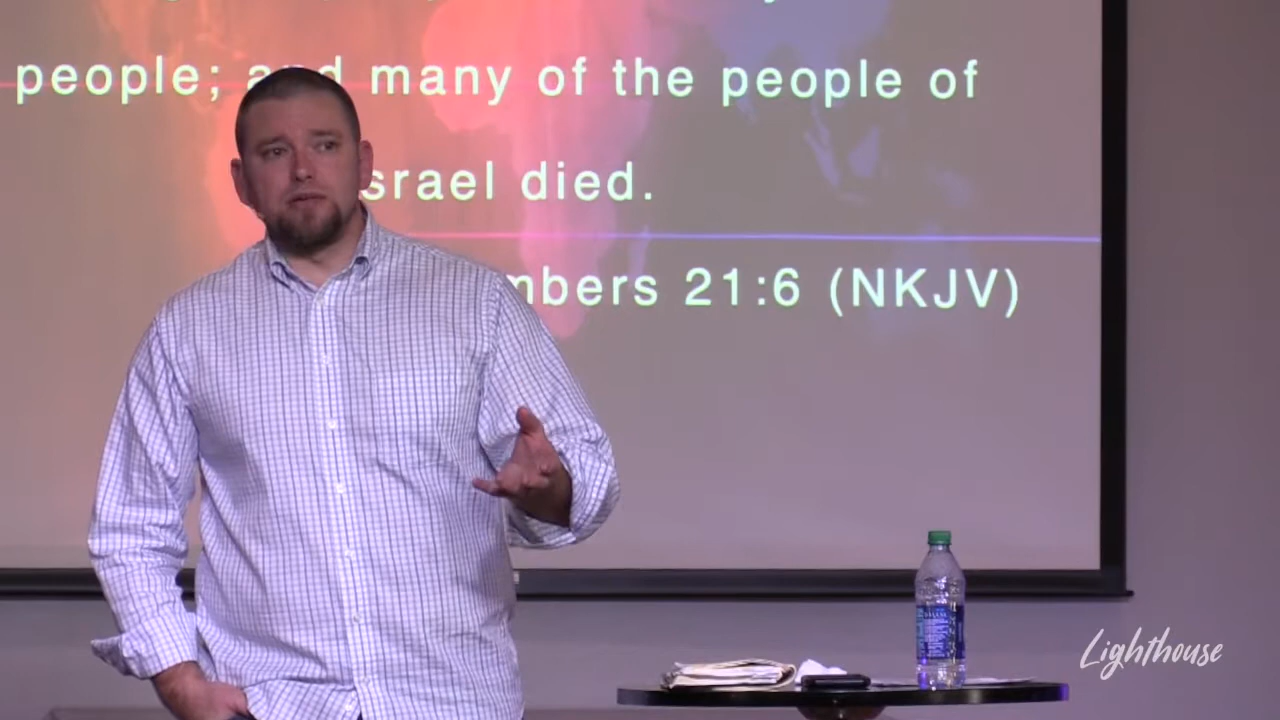 people; and many of the people of
srael died.
mbers 21:6 (NKJV)
Lighthouse